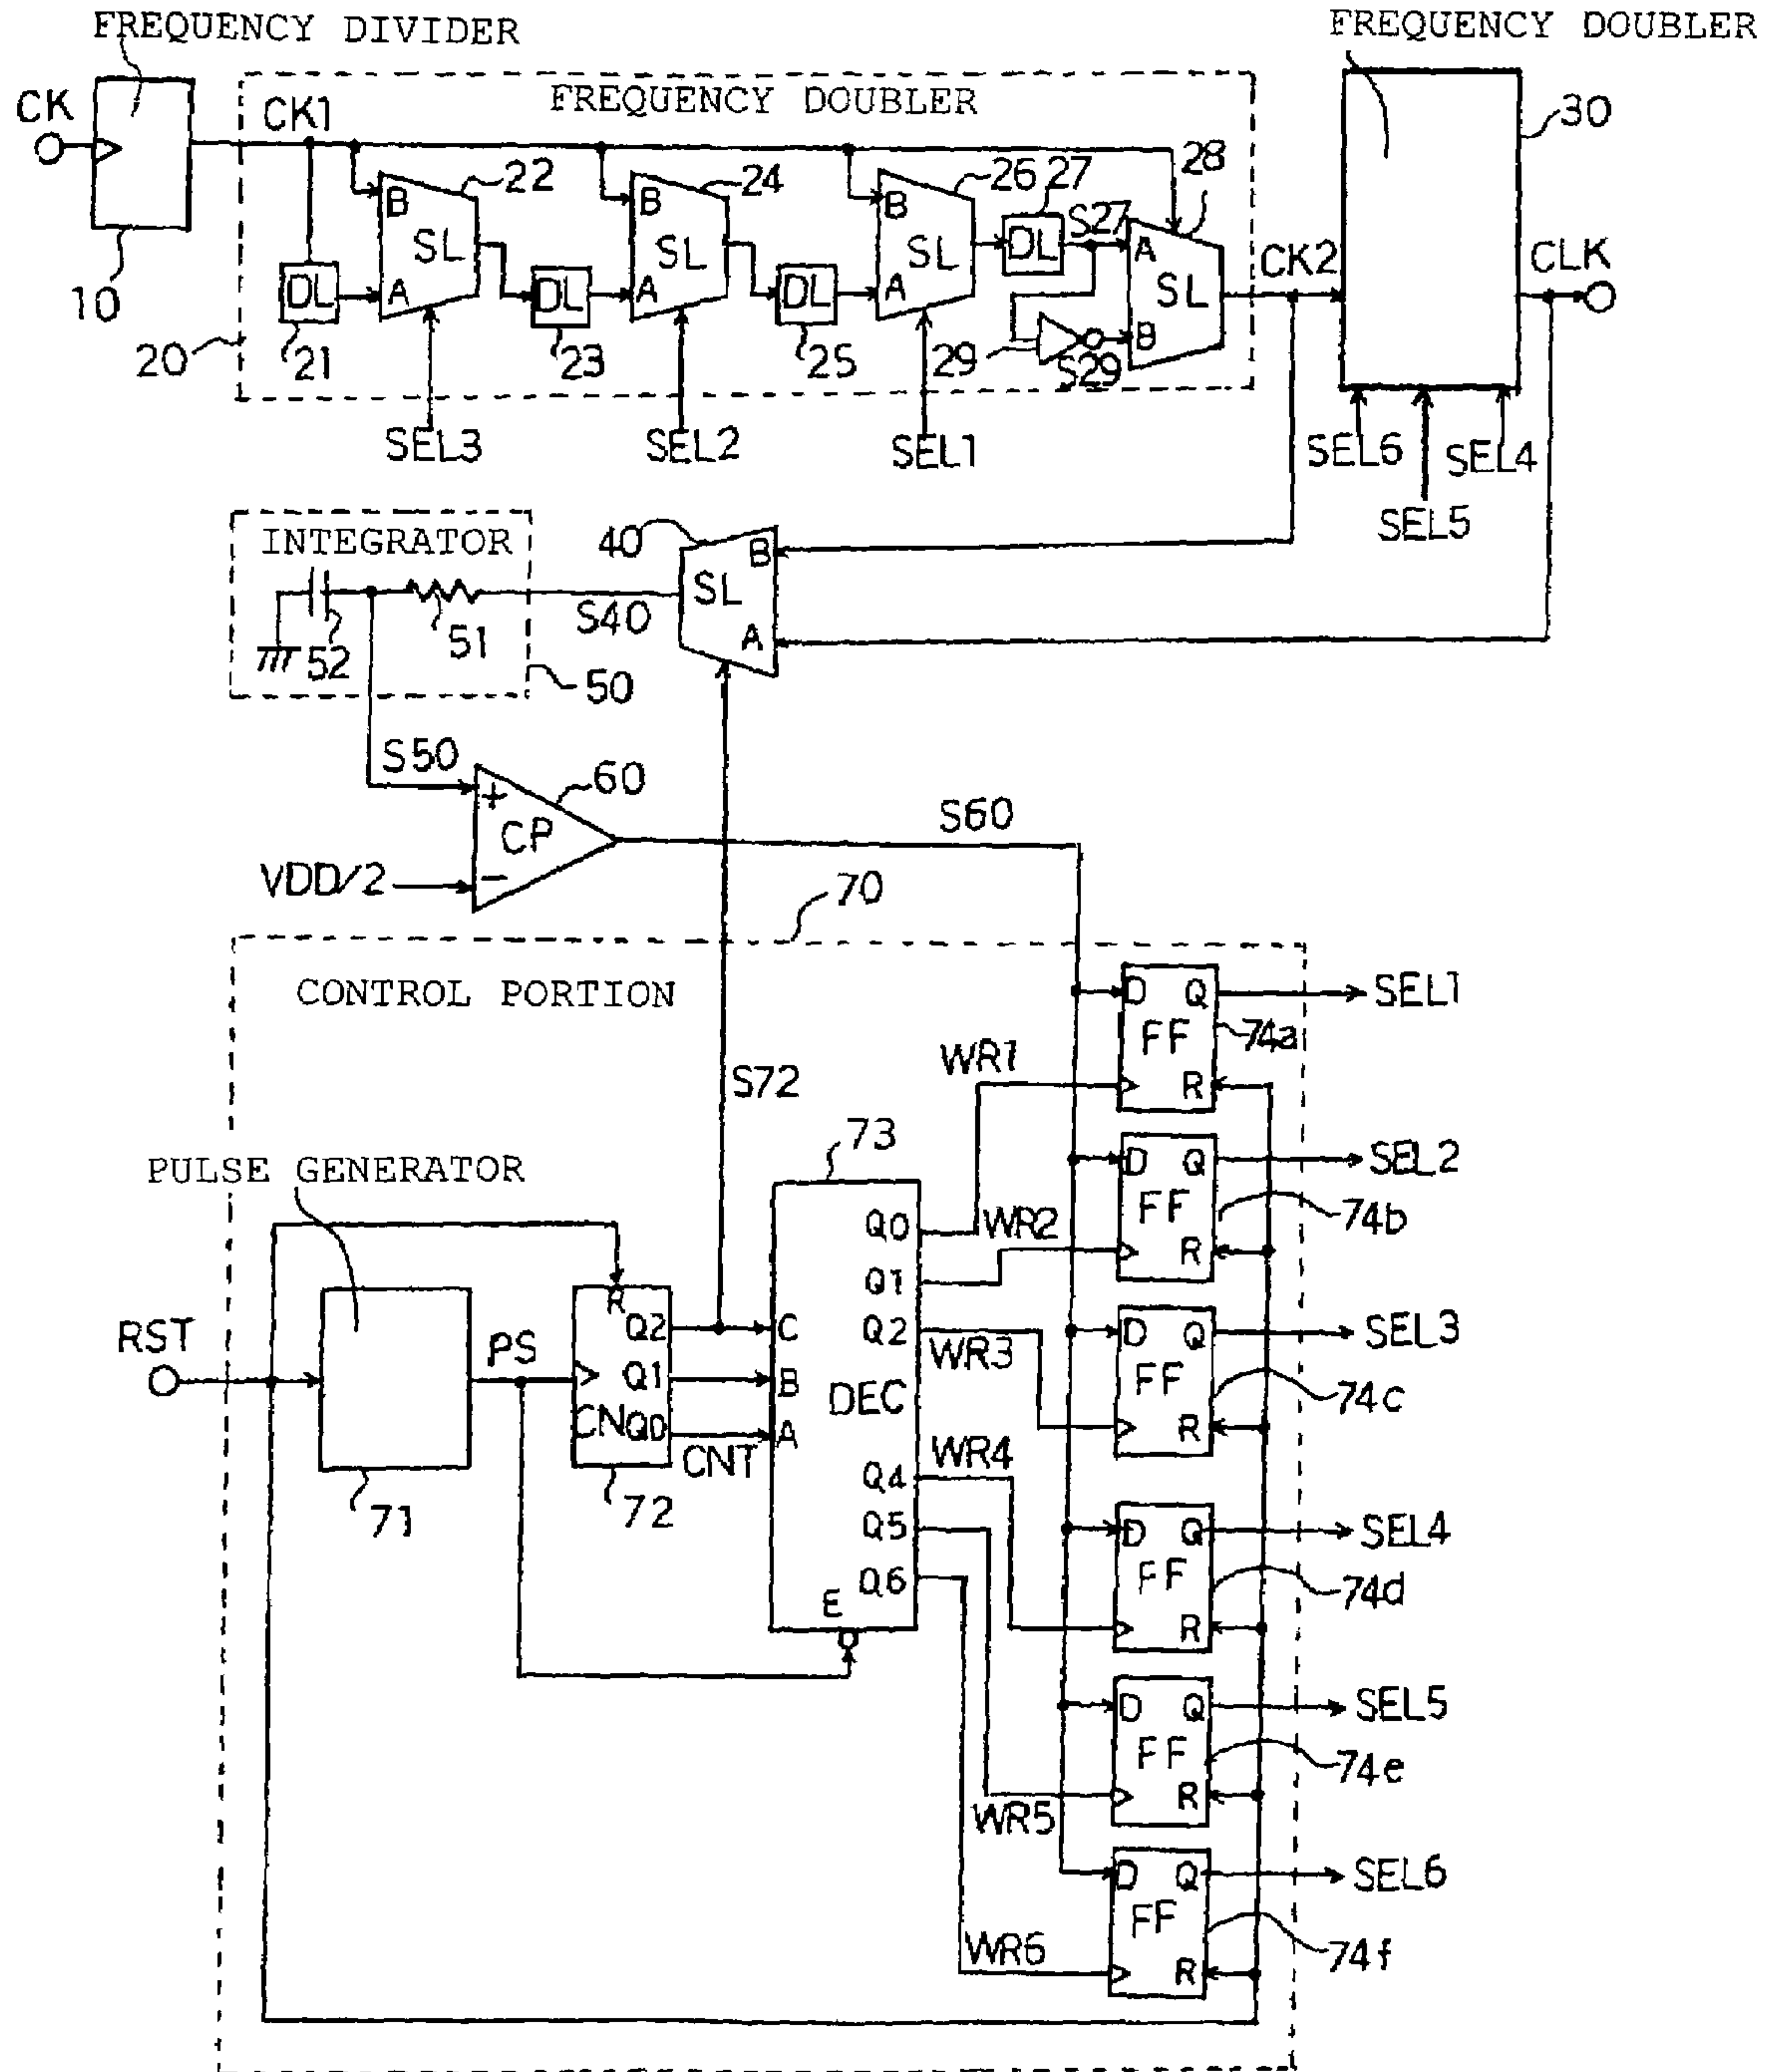 FREQUENCY DIVIDER
FREQUENCY DOUBLER
CK
CK1
FREQUENCY DOUBLER
30
B
22
B
24
B
26
27
28
SL
SL
SL
DL
S27
A
SL
CK2
CLK
10
DL
A
DL
A
DL
A
B
20
21
23
25
29
S29
SEL3
SEL2
SEL1
SEL6
SEL4
SEL5
INTEGRATOR
40
B
SL
S40
A
52
51
50
S50
60
+
CP
-
S60
VDD/2
70
CONTROL PORTION
D
Q
SEL1
FF
74a
WR1
R
S72
73
D
Q
SEL2
PULSE GENERATOR
FF
74b
Q0
WR2
R
Q1
RST
PS
R
Q2
C
Q2
D
Q
SEL3
WR3
Q1
B
FF
74c
DEC
CN
Q0
A
R
CNT
WR4
71
72
Q4
Q5
D
Q
SEL4
Q6
FF
74d
E
R
D
Q
SEL5
FF
74e
WR5
R
D
Q
SEL6
FF
WR6
74f
R